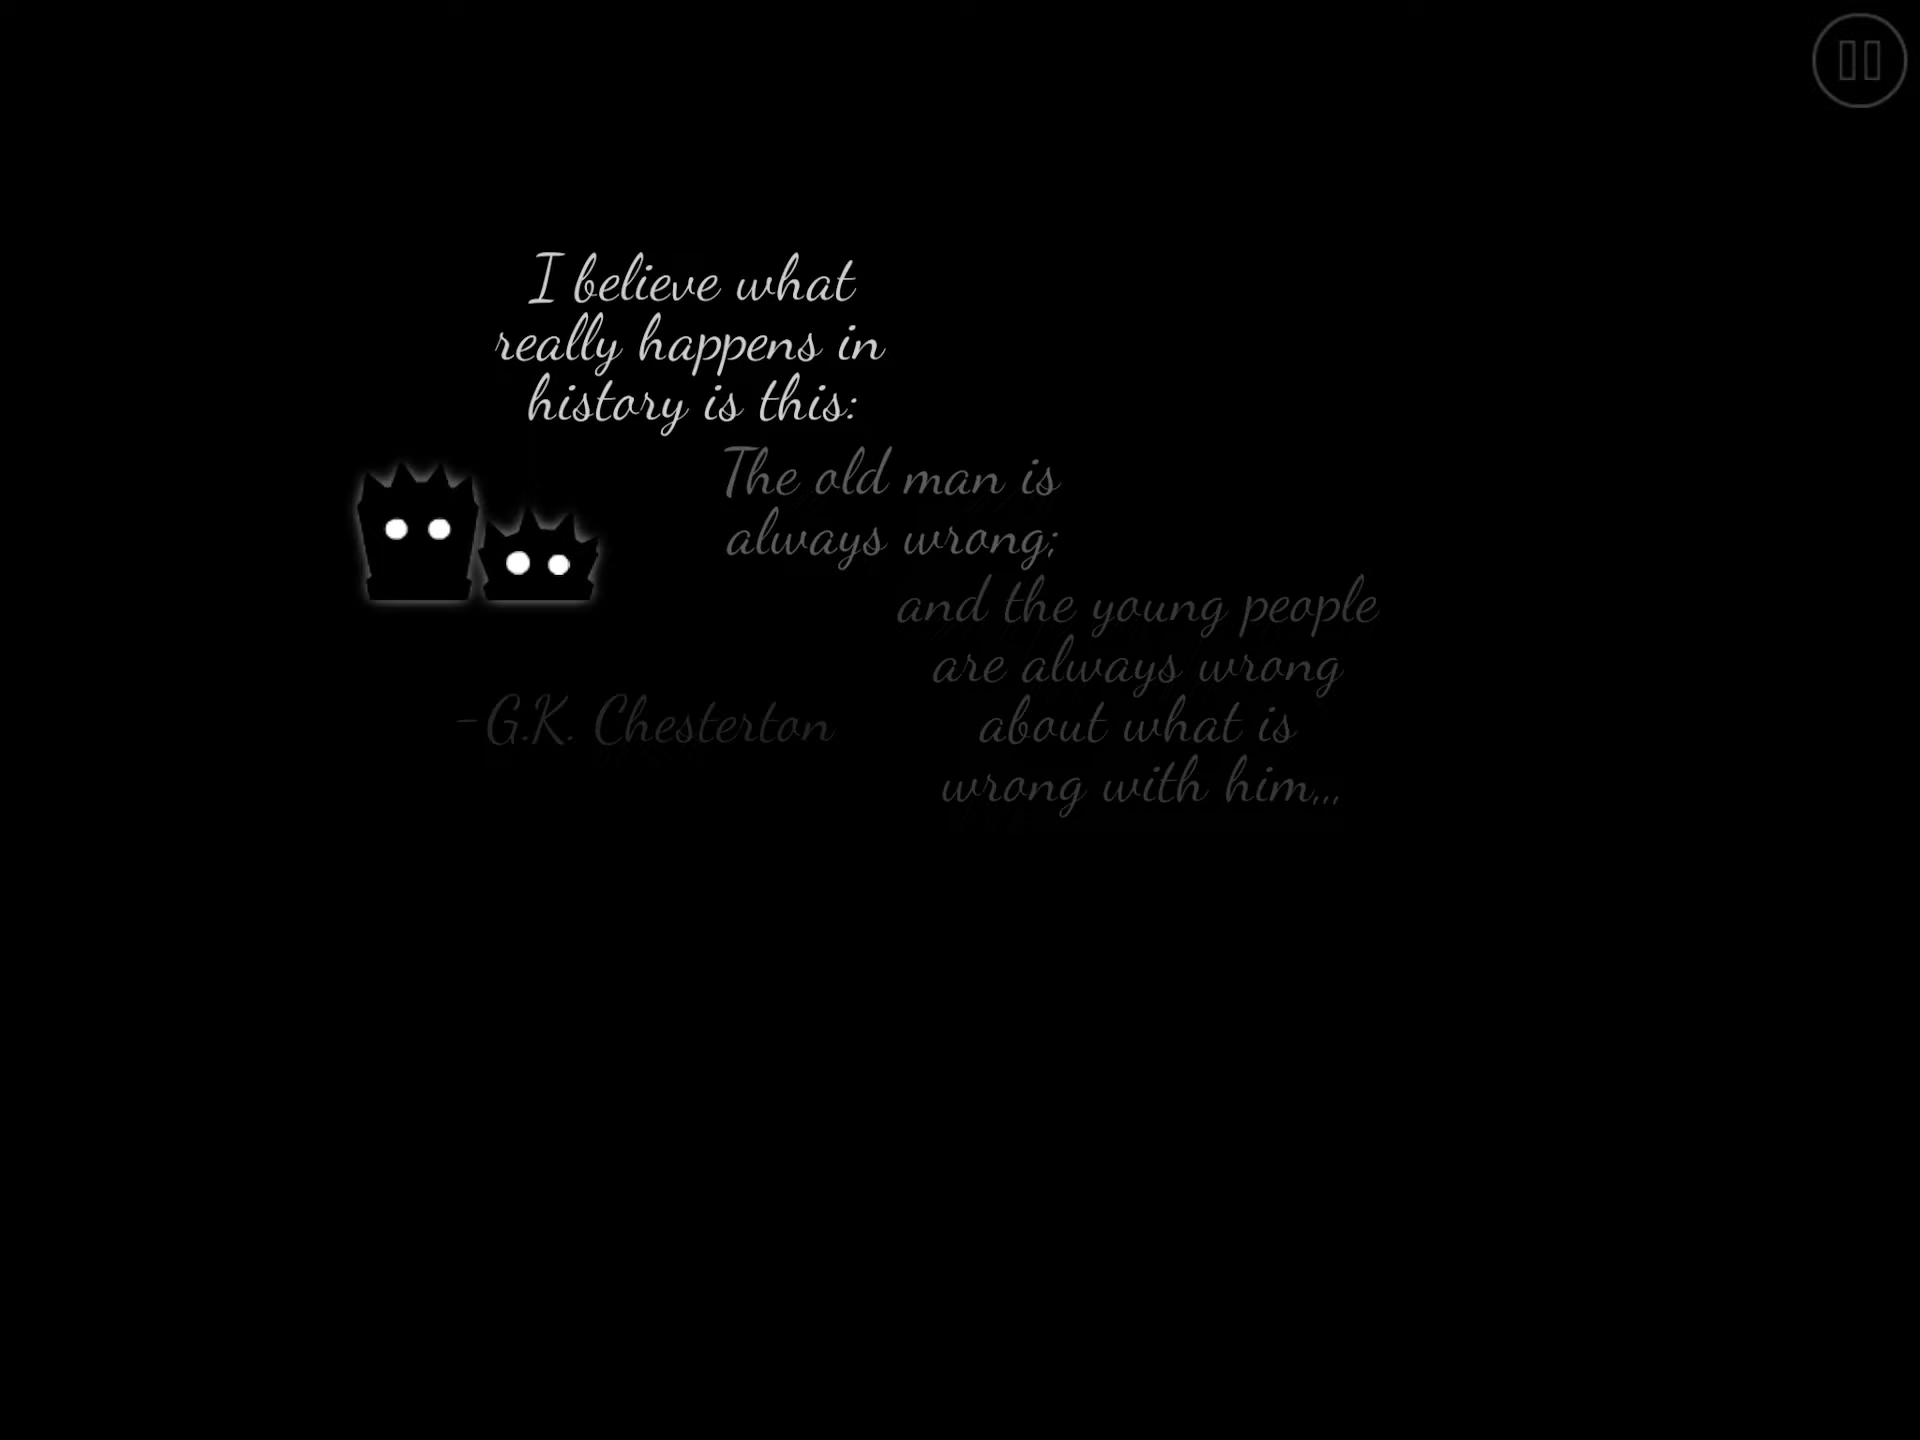 I believe what
really happens in
history is this:
The old man is
always wrong;
and the young people
are always wrong
about what is
wrong with him...
-G.K. Chesterton